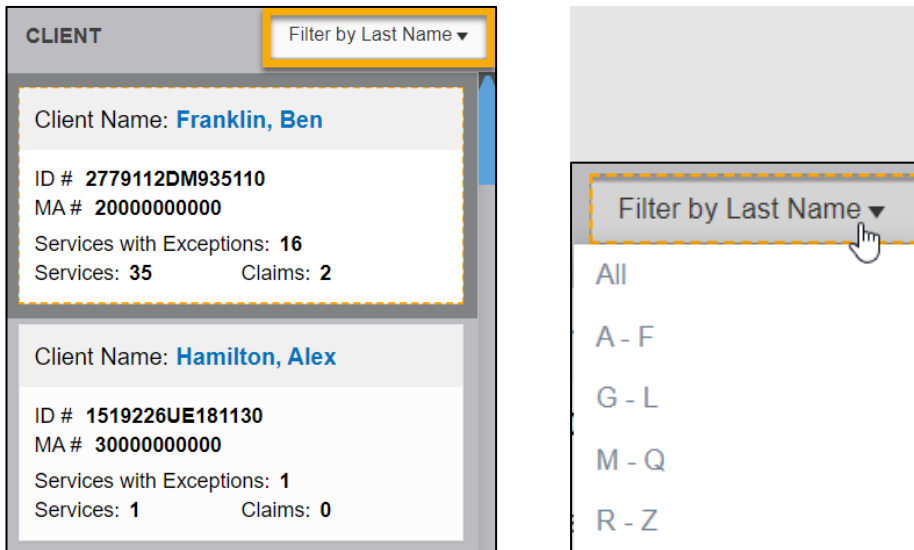 CLIENT
Filter by Last Name
Client Name: Franklin, Ben
ID # 2779112DM935110
MA # 20000000000
Services with Exceptions: 16
Services: 35 Claims: 2
Client Name: Hamilton, Alex
ID # 1519226UE181130
MA # 30000000000
Services with Exceptions: 1
Services: 1 Claims: 0
Filter by Last Name
All
A - F
G - L
M - Q
R - Z